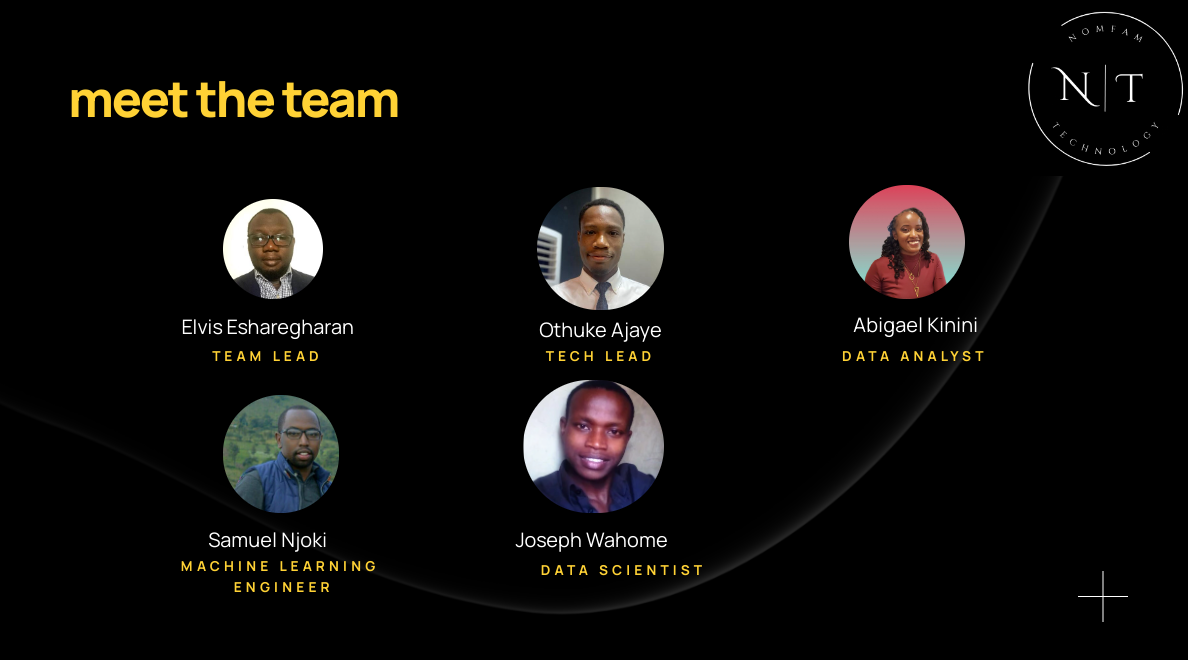 NOMFAM
N|T
TECHNOLOGY
meet the team
Elvis Esharegharan
TEAM LEAD
Othuke Ajaye
TECH LEAD
Abigael Kinini
DATA ANALYST
Samuel Njoki
MACHINE LEARNING
ENGINEER
Joseph Wahome
DATA SCIENTIST